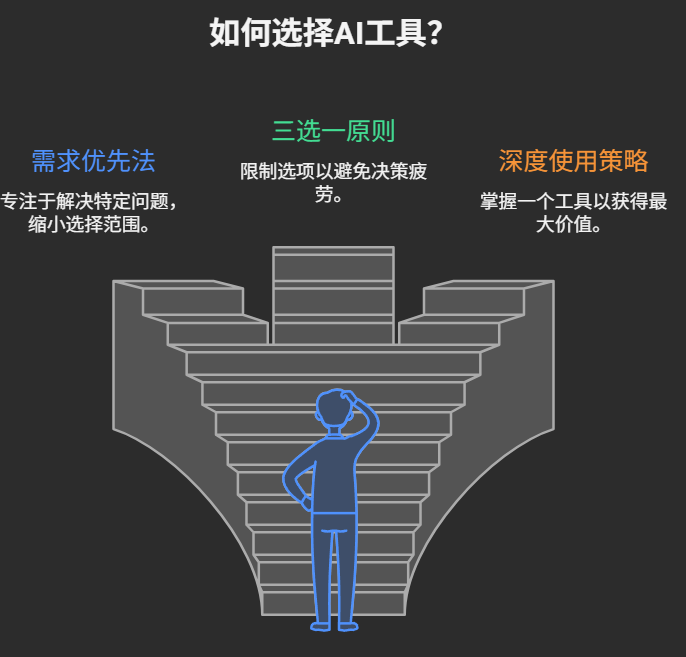 如何选择AI工具？
三选一原则
限制选项以避免决策疲
劳。
需求优先法
专注于解决特定问题，
缩小选择范围。
深度使用策略
掌握一个工具以获得最
大价值。